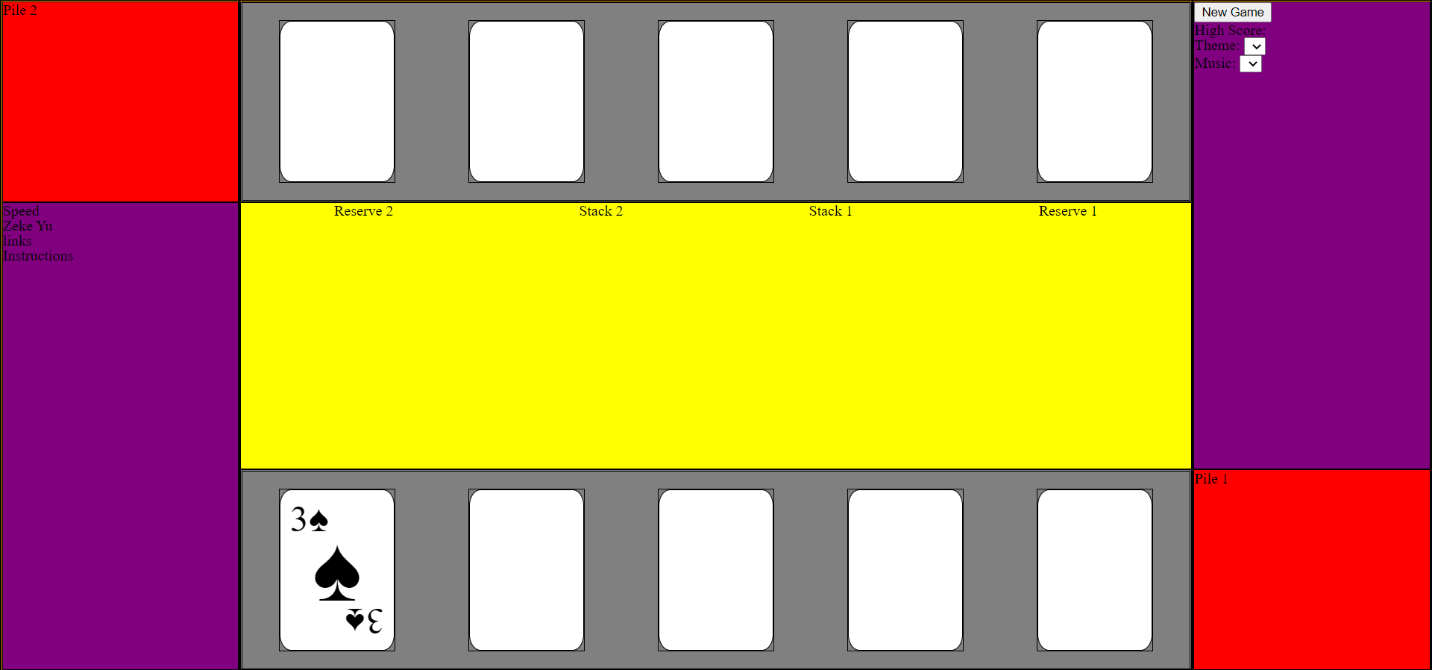 Pile 2
New Game
High Score:
Theme:
Music:
Speed
Zeke Yu
links
Instructions
Reserve 2
Stack 2
Stack 1
Reserve 1
3♠
♠
3♠
Pile 1